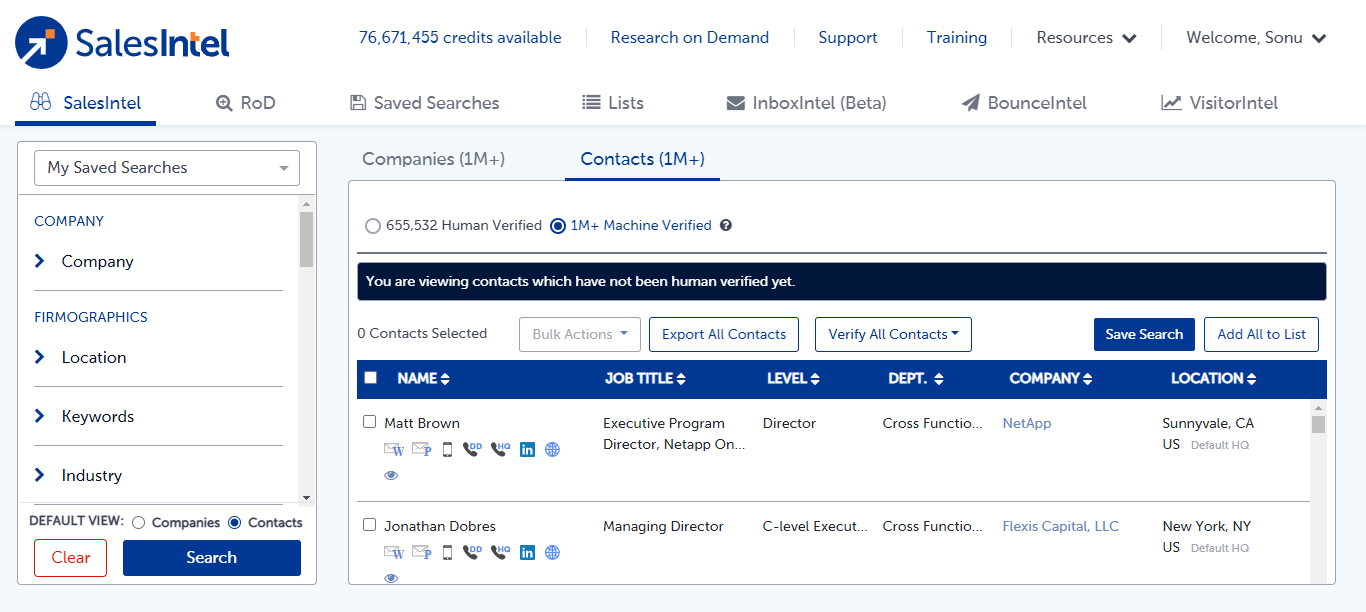 SalesIntel
76,671,455 credits available
Research on Demand
Support
Training
Resources
Welcome, Sonu
SalesIntel
RoD
Saved Searches
Lists
InboxIntel (Beta)
BounceIntel
VisitorIntel
My Saved Searches
COMPANY
Company
FIRMOGRAPHICS
Location
Keywords
Industry
DEFAULT VIEW: Companies Contacts
Clear
Search
Companies (1M+)
Contacts (1M+)
655,532 Human Verified 1M+ Machine Verified ?
You are viewing contacts which have not been human verified yet.
0 Contacts Selected
Bulk Actions
Export All Contacts
Verify All Contacts
Save Search
Add All to List
NAME JOB TITLE LEVEL DEPT. COMPANY LOCATION
Matt Brown
W P DD HQ in
Executive Program
Director, Netapp On...
Director
Cross Functio...
NetApp
Sunnyvale, CA
US Default HQ
Jonathan Dobres
W P DD HQ in
Managing Director
C-level Execut...
Cross Functio...
Flexis Capital, LLC
New York, NY
US Default HQ